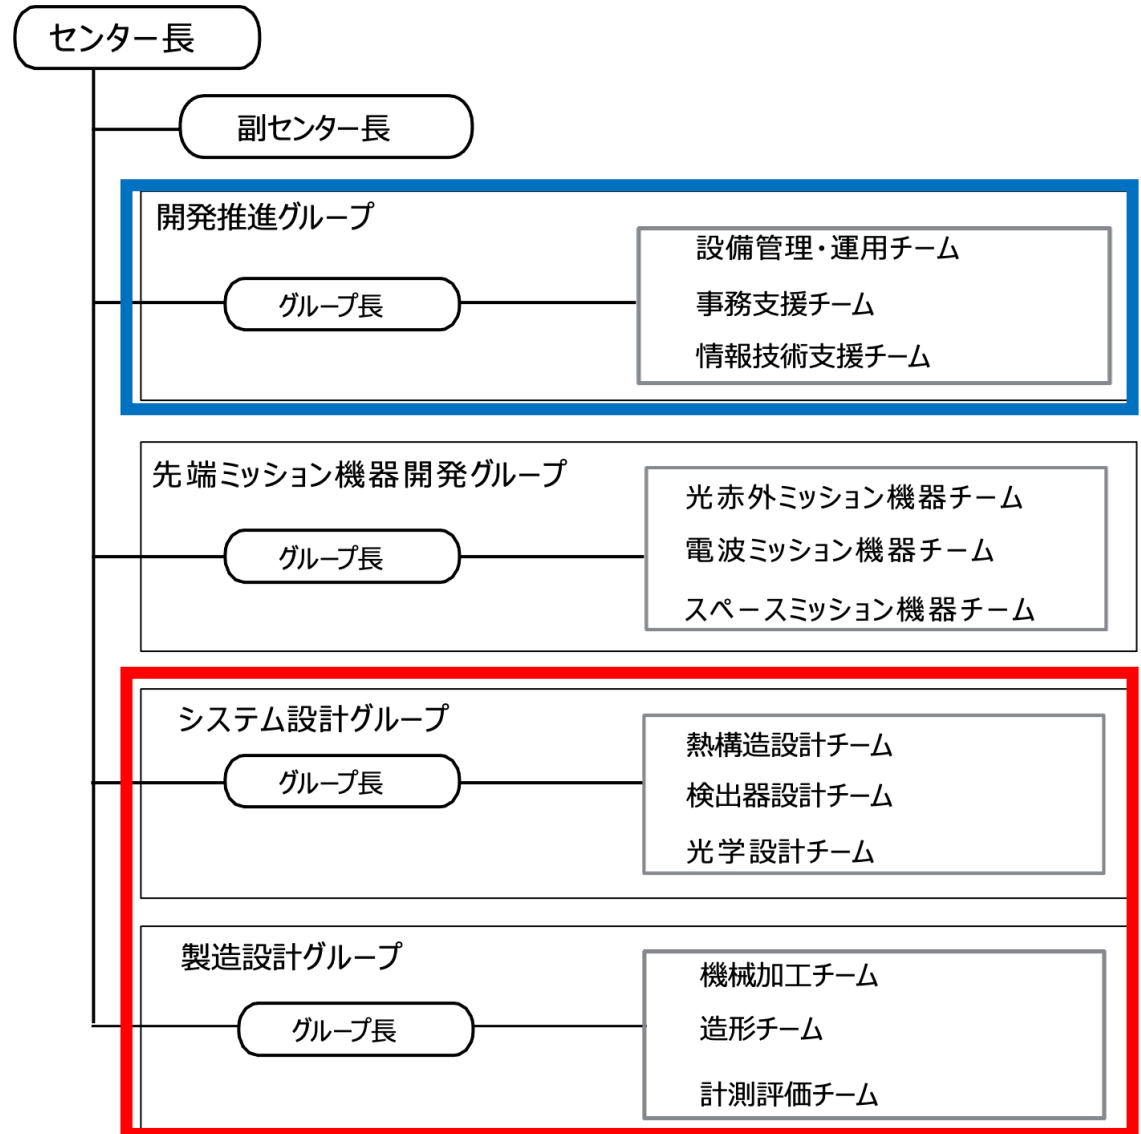 センター長
副センター長
開発推進グループ
グループ長
設備管理・運用チーム
事務支援チーム
情報技術支援チーム
先端ミッション機器開発グループ
グループ長
光赤外ミッション機器チーム
電波ミッション機器チーム
スペースミッション機器チーム
システム設計グループ
グループ長
熱構造設計チーム
検出器設計チーム
光学設計チーム
製造設計グループ
グループ長
機械加工チーム
造形チーム
計測評価チーム